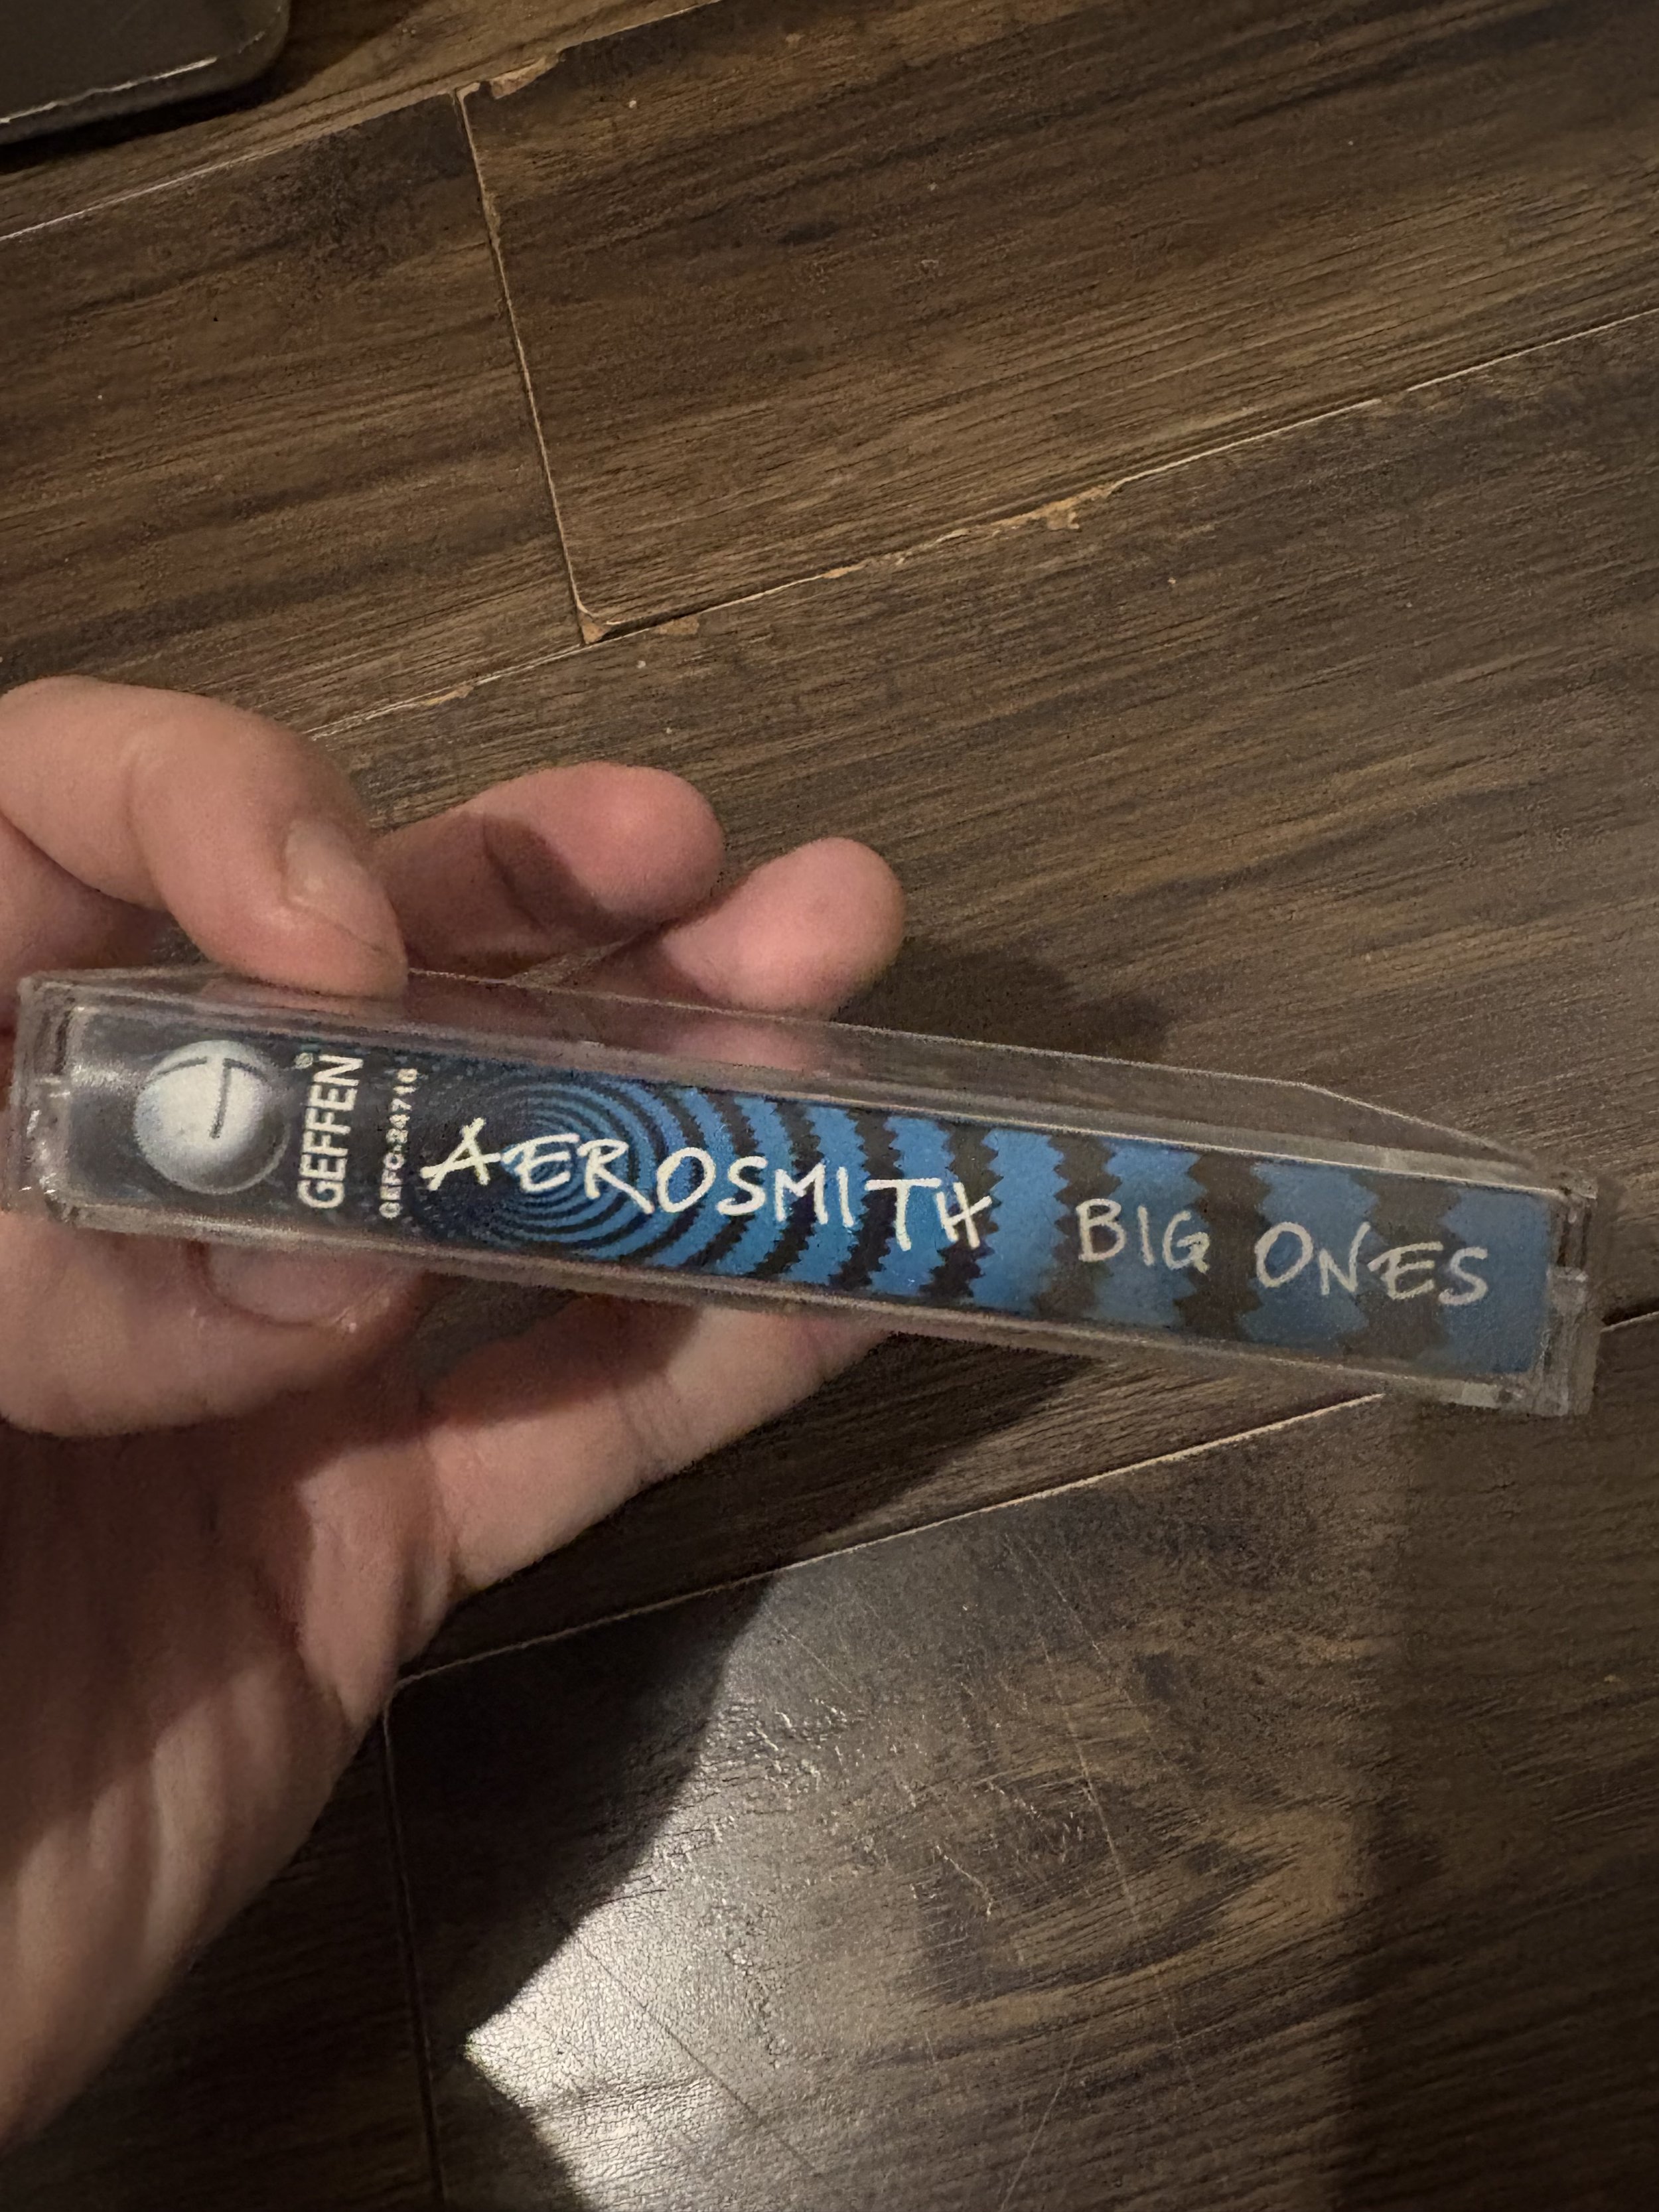 GEFFEN®
GEFC-24716
AEROSMITH BIG ONES